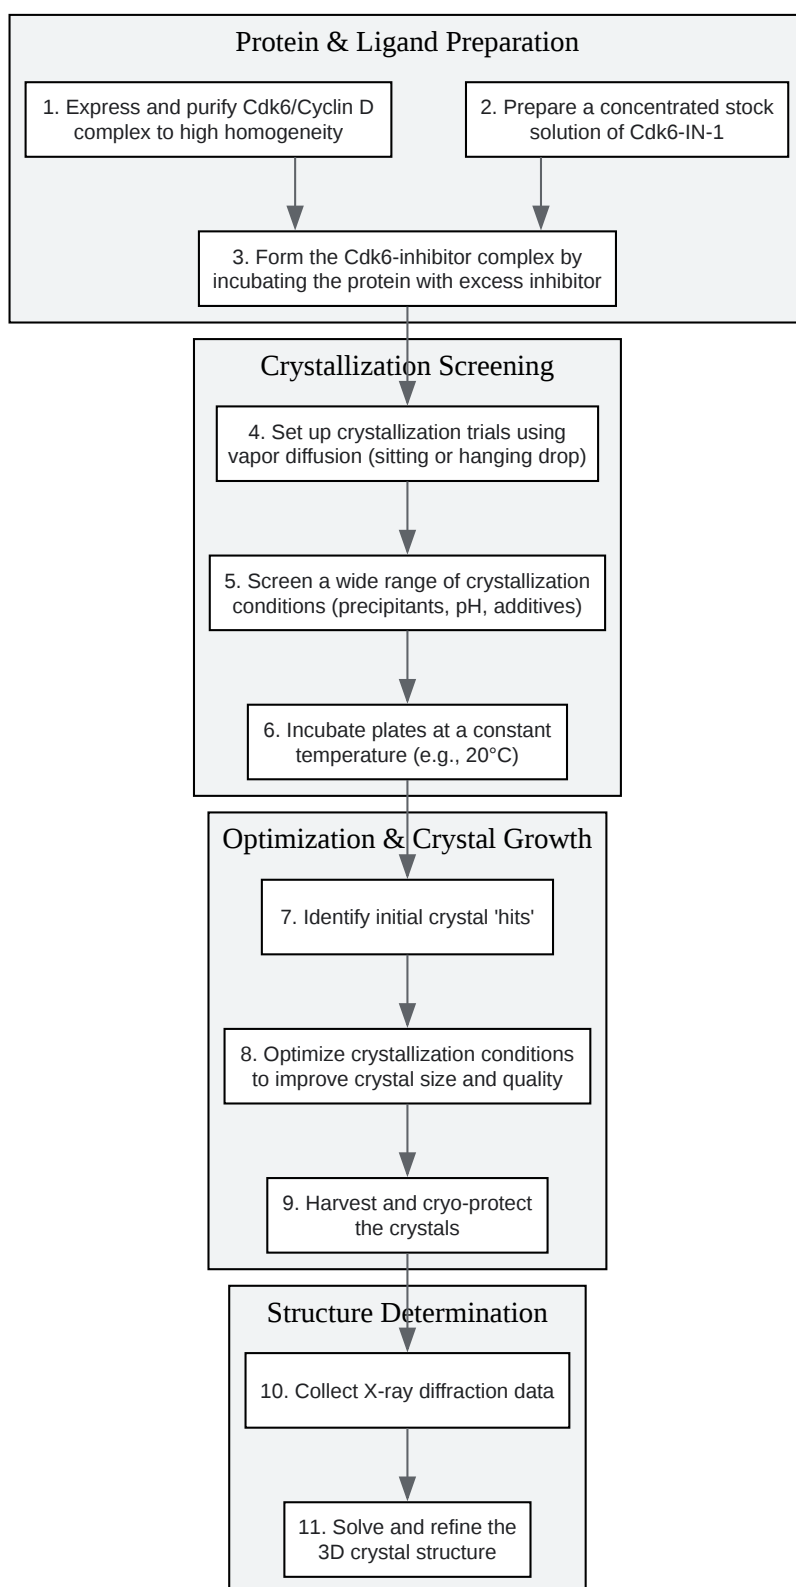 Protein & Ligand Preparation
1. Express and purify Cdk6/Cyclin D
complex to high homogeneity
2. Prepare a concentrated stock
solution of Cdk6-IN-1
3. Form the Cdk6-inhibitor complex by
incubating the protein with excess inhibitor
Crystallization Screening
4. Set up crystallization trials using
vapor diffusion (sitting or hanging drop)
5. Screen a wide range of crystallization
conditions (precipitants, pH, additives)
6. Incubate plates at a constant
temperature (e.g., 20°C)
Optimization & Crystal Growth
7. Identify initial crystal 'hits'
8. Optimize crystallization conditions
to improve crystal size and quality
9. Harvest and cryo-protect
the crystals
Structure Determination
10. Collect X-ray diffraction data
11. Solve and refine the
3D crystal structure